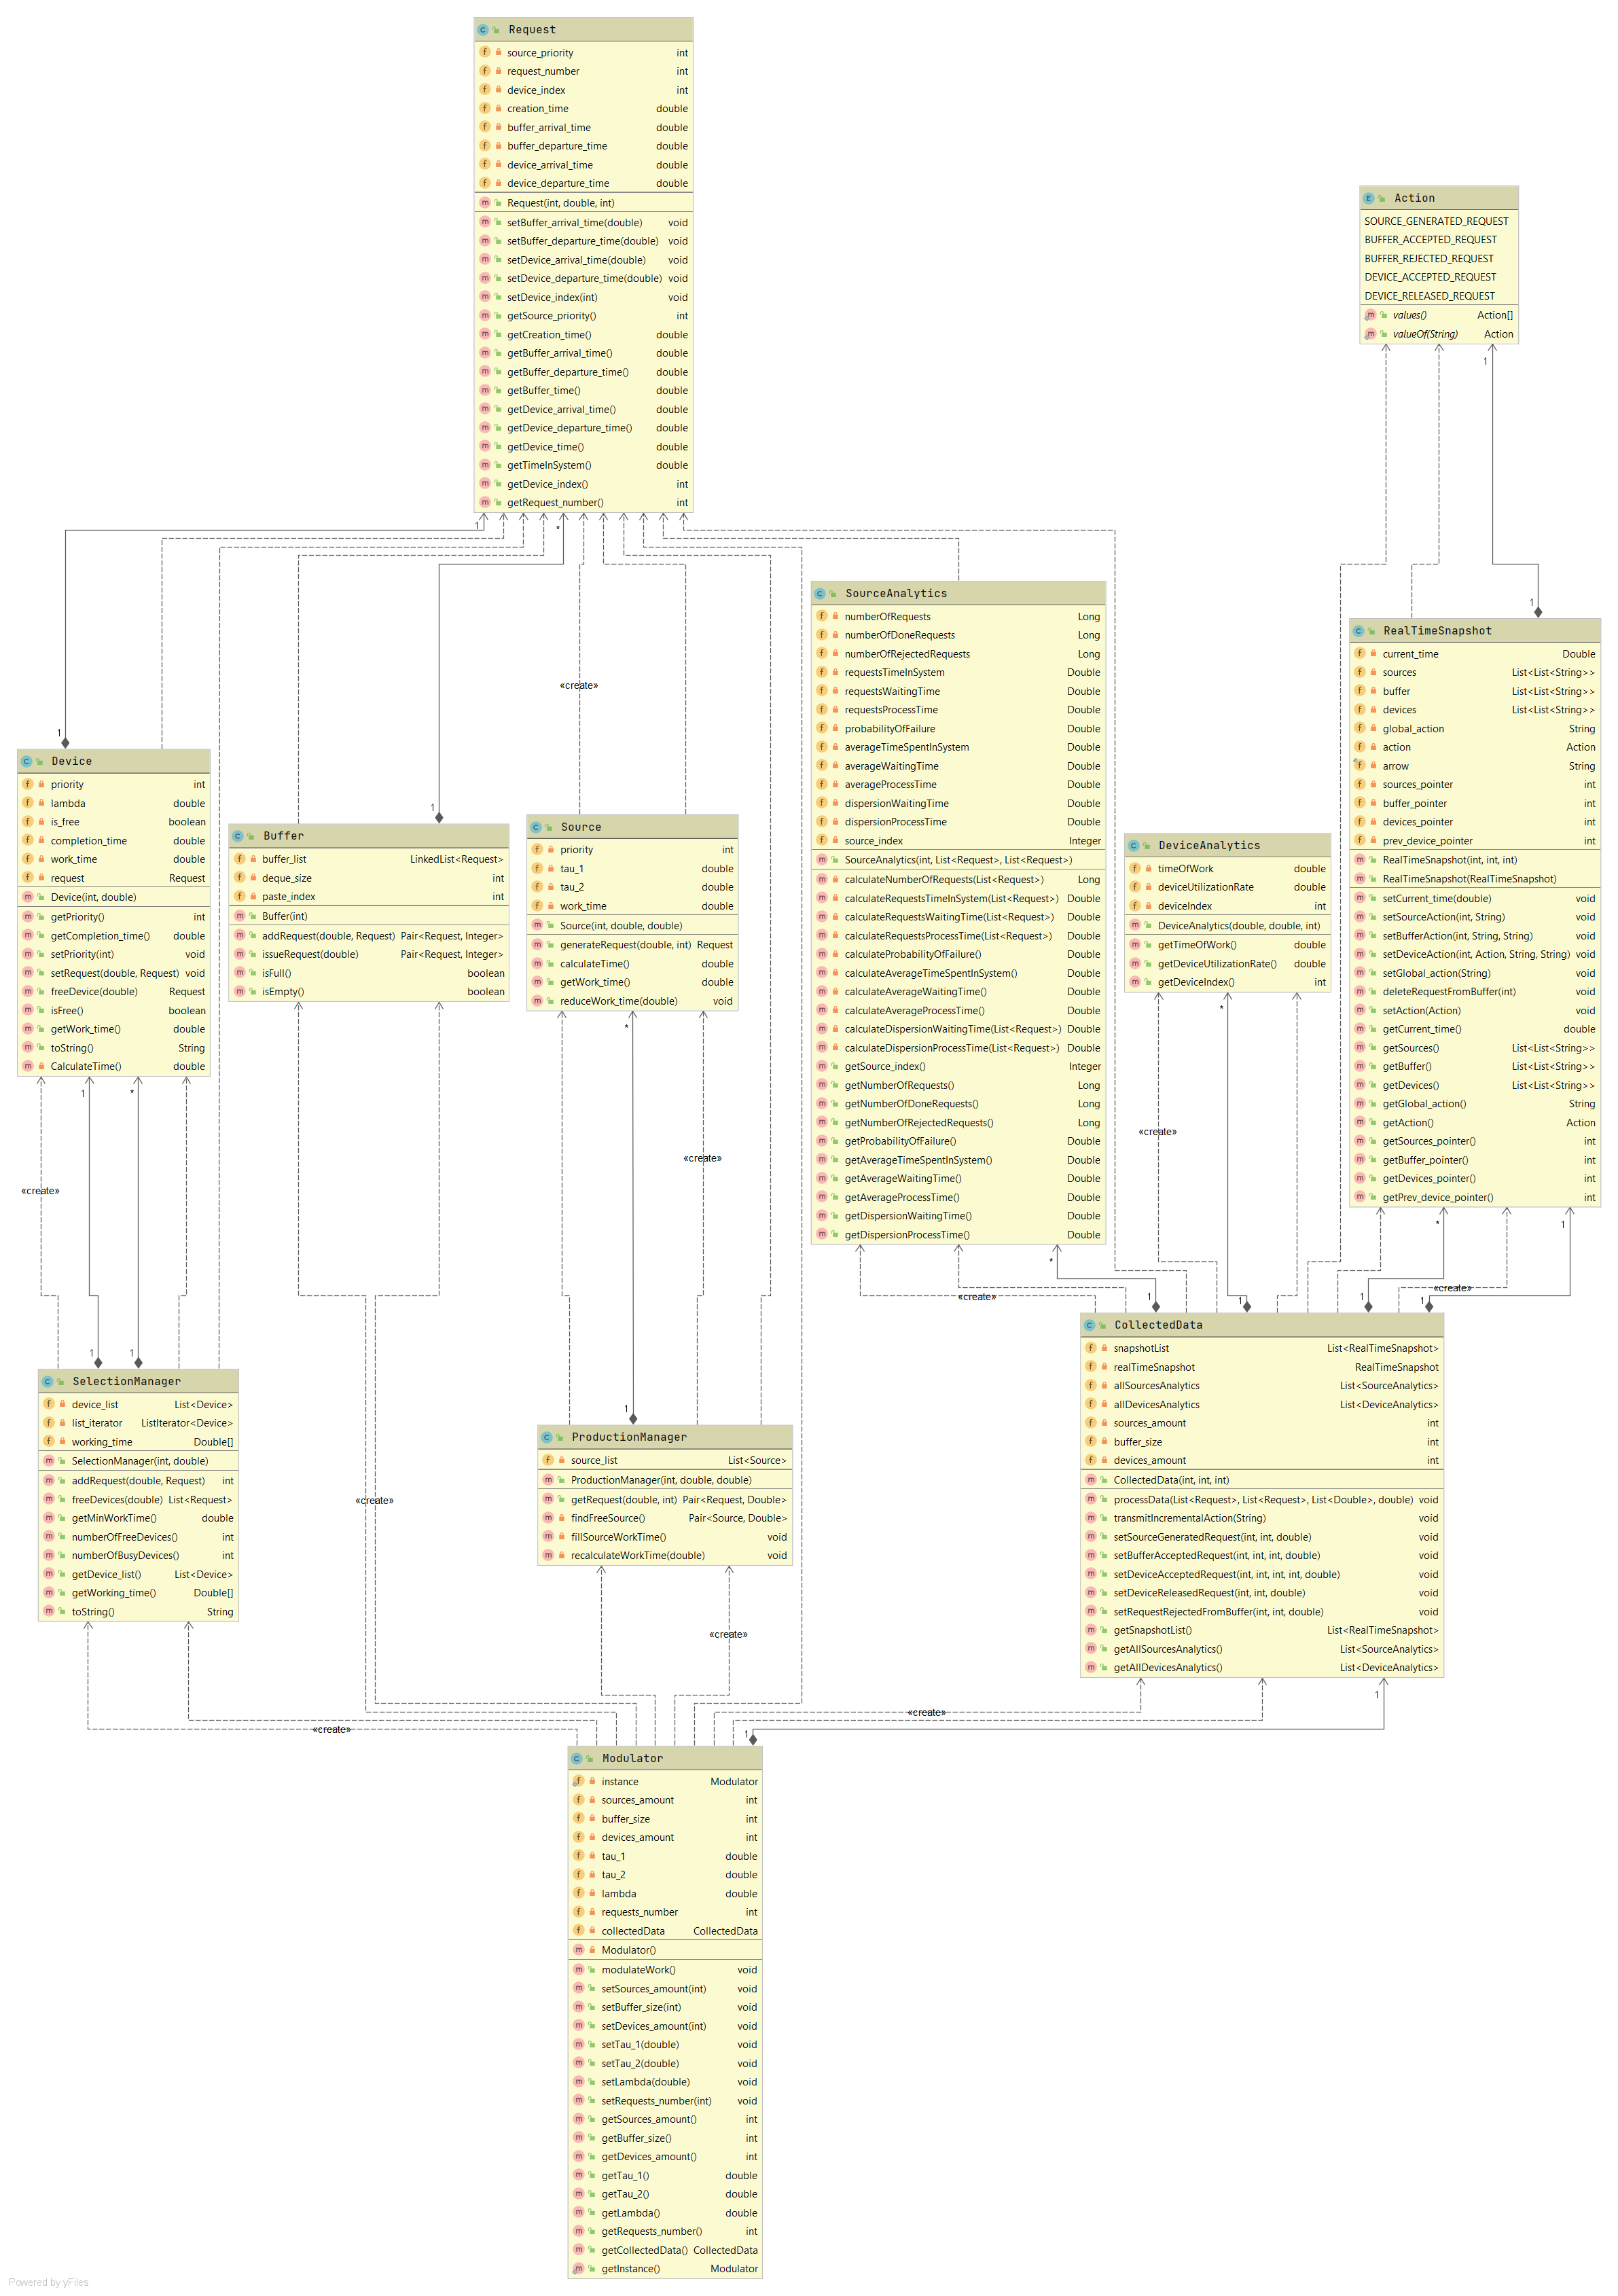 Request
source_priority int
request_number int
device_index int
creation_time double
buffer_arrival_time double
buffer_departure_time double
device_arrival_time double
device_departure_time double
Request(int, double, int)
setBuffer_arrival_time(double) void
setBuffer_departure_time(double) void
setDevice_arrival_time(double) void
setDevice_departure_time(double) void
setDevice_index(int) void
getSource_priority() int
getCreation_time() double
getBuffer_arrival_time() double
getBuffer_departure_time() double
getBuffer_time() double
getDevice_arrival_time() double
getDevice_departure_time() double
getDevice_time() double
getTimeInSystem() double
getDevice_index() int
getRequest_number() int
Action
SOURCE_GENERATED_REQUEST
BUFFER_ACCEPTED_REQUEST
BUFFER_REJECTED_REQUEST
DEVICE_ACCEPTED_REQUEST
DEVICE_RELEASED_REQUEST
values() Action[]
valueOf(String) Action
1
1
*
1
«create»
SourceAnalytics
numberOfRequests Long
numberOfDoneRequests Long
numberOfRejectedRequests Long
requestsTimeInSystem Double
requestsWaitingTime Double
requestsProcessTime Double
probabilityOfFailure Double
averageTimeSpentInSystem Double
averageWaitingTime Double
averageProcessTime Double
dispersionWaitingTime Double
dispersionProcessTime Double
source_index Integer
SourceAnalytics(int, List<Request>, List<Request>)
calculateNumberOfRequests(List<Request>) Long
calculateRequestsTimeInSystem(List<Request>) Double
calculateRequestsWaitingTime(List<Request>) Double
calculateRequestsProcessTime(List<Request>) Double
calculateProbabilityOfFailure() Double
calculateAverageTimeSpentInSystem() Double
calculateAverageWaitingTime() Double
calculateAverageProcessTime() Double
calculateDispersionWaitingTime(List<Request>) Double
calculateDispersionProcessTime(List<Request>) Double
getSource_index() Integer
getNumberOfRequests() Long
getNumberOfDoneRequests() Long
getNumberOfRejectedRequests() Long
getProbabilityOfFailure() Double
getAverageTimeSpentInSystem() Double
getAverageWaitingTime() Double
getAverageProcessTime() Double
getDispersionWaitingTime() Double
getDispersionProcessTime() Double
RealTimeSnapshot
current_time Double
sources List<List<String>>
buffer List<List<String>>
devices List<List<String>>
global_action String
action Action
arrow String
sources_pointer int
buffer_pointer int
devices_pointer int
prev_device_pointer int
RealTimeSnapshot(int, int, int)
RealTimeSnapshot(RealTimeSnapshot)
setCurrent_time(double) void
setSourceAction(int, String) void
setBufferAction(int, String, String) void
setDeviceAction(int, Action, String, String) void
setGlobal_action(String) void
deleteRequestFromBuffer(int) void
setAction(Action) void
getCurrent_time() double
getSources() List<List<String>>
getBuffer() List<List<String>>
getDevices() List<List<String>>
getGlobal_action() String
getAction() Action
getSources_pointer() int
getBuffer_pointer() int
getDevices_pointer() int
getPrev_device_pointer() int
1
Device
priority int
lambda double
is_free boolean
completion_time double
work_time double
request Request
Device(int, double)
getPriority() int
getCompletion_time() double
setPriority(int) void
setRequest(double, Request) void
freeDevice(double) Request
isFree() boolean
getWork_time() double
toString() String
CalculateTime() double
1
Buffer
buffer_list LinkedList<Request>
deque_size int
paste_index int
Buffer(int)
addRequest(double, Request) Pair<Request, Integer>
issueRequest(double) Pair<Request, Integer>
isFull() boolean
isEmpty() boolean
Source
priority int
tau_1 double
tau_2 double
work_time double
Source(int, double, double)
generateRequest(double, int) Request
calculateTime() double
getWork_time() double
reduceWork_time(double) void
DeviceAnalytics
timeOfWork double
deviceUtilizationRate double
deviceIndex int
DeviceAnalytics(double, double, int)
getTimeOfWork() double
getDeviceUtilizationRate() double
getDeviceIndex() int
*
*
1
*
«create»
«create»
«create»
*
1
*
1
1
«create»
«create»
1
1
1
1
CollectedData
snapshotList List<RealTimeSnapshot>
realTimeSnapshot RealTimeSnapshot
allSourcesAnalytics List<SourceAnalytics>
allDevicesAnalytics List<DeviceAnalytics>
sources_amount int
buffer_size int
devices_amount int
CollectedData(int, int, int)
processData(List<Request>, List<Request>, List<Double>, double) void
transmitIncrementalAction(String) void
setSourceGeneratedRequest(int, int, double) void
setBufferAcceptedRequest(int, int, int, double) void
setDeviceAcceptedRequest(int, int, int, int, double) void
setDeviceReleasedRequest(int, int, double) void
setRequestRejectedFromBuffer(int, int, double) void
getSnapshotList() List<RealTimeSnapshot>
getAllSourcesAnalytics() List<SourceAnalytics>
getAllDevicesAnalytics() List<DeviceAnalytics>
SelectionManager
device_list List<Device>
list_iterator ListIterator<Device>
working_time Double[]
SelectionManager(int, double)
addRequest(double, Request) int
freeDevices(double) List<Request>
getMinWorkTime() double
numberOfFreeDevices() int
numberOfBusyDevices() int
getDevice_list() List<Device>
getWorking_time() Double[]
toString() String
1
ProductionManager
source_list List<Source>
ProductionManager(int, double, double)
getRequest(double, int) Pair<Request, Double>
findFreeSource() Pair<Source, Double>
fillSourceWorkTime() void
recalculateWorkTime(double) void
«create»
«create»
1
«create»
«create»
1
Modulator
instance Modulator
sources_amount int
buffer_size int
devices_amount int
tau_1 double
tau_2 double
lambda double
requests_number int
collectedData CollectedData
Modulator()
modulateWork() void
setSources_amount(int) void
setBuffer_size(int) void
setDevices_amount(int) void
setTau_1(double) void
setTau_2(double) void
setLambda(double) void
setRequests_number(int) void
getSources_amount() int
getBuffer_size() int
getDevices_amount() int
getTau_1() double
getTau_2() double
getLambda() double
getRequests_number() int
getCollectedData() CollectedData
getInstance() Modulator
Powered by yFiles